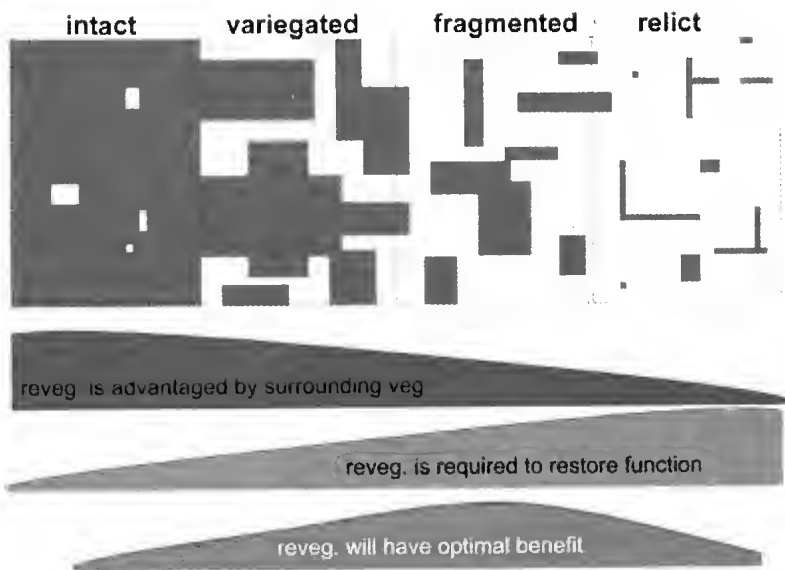 intact variegated fragmented relict
reveg. is advantaged by surrounding veg
reveg. is required to restore function
reveg. will have optimal benefit